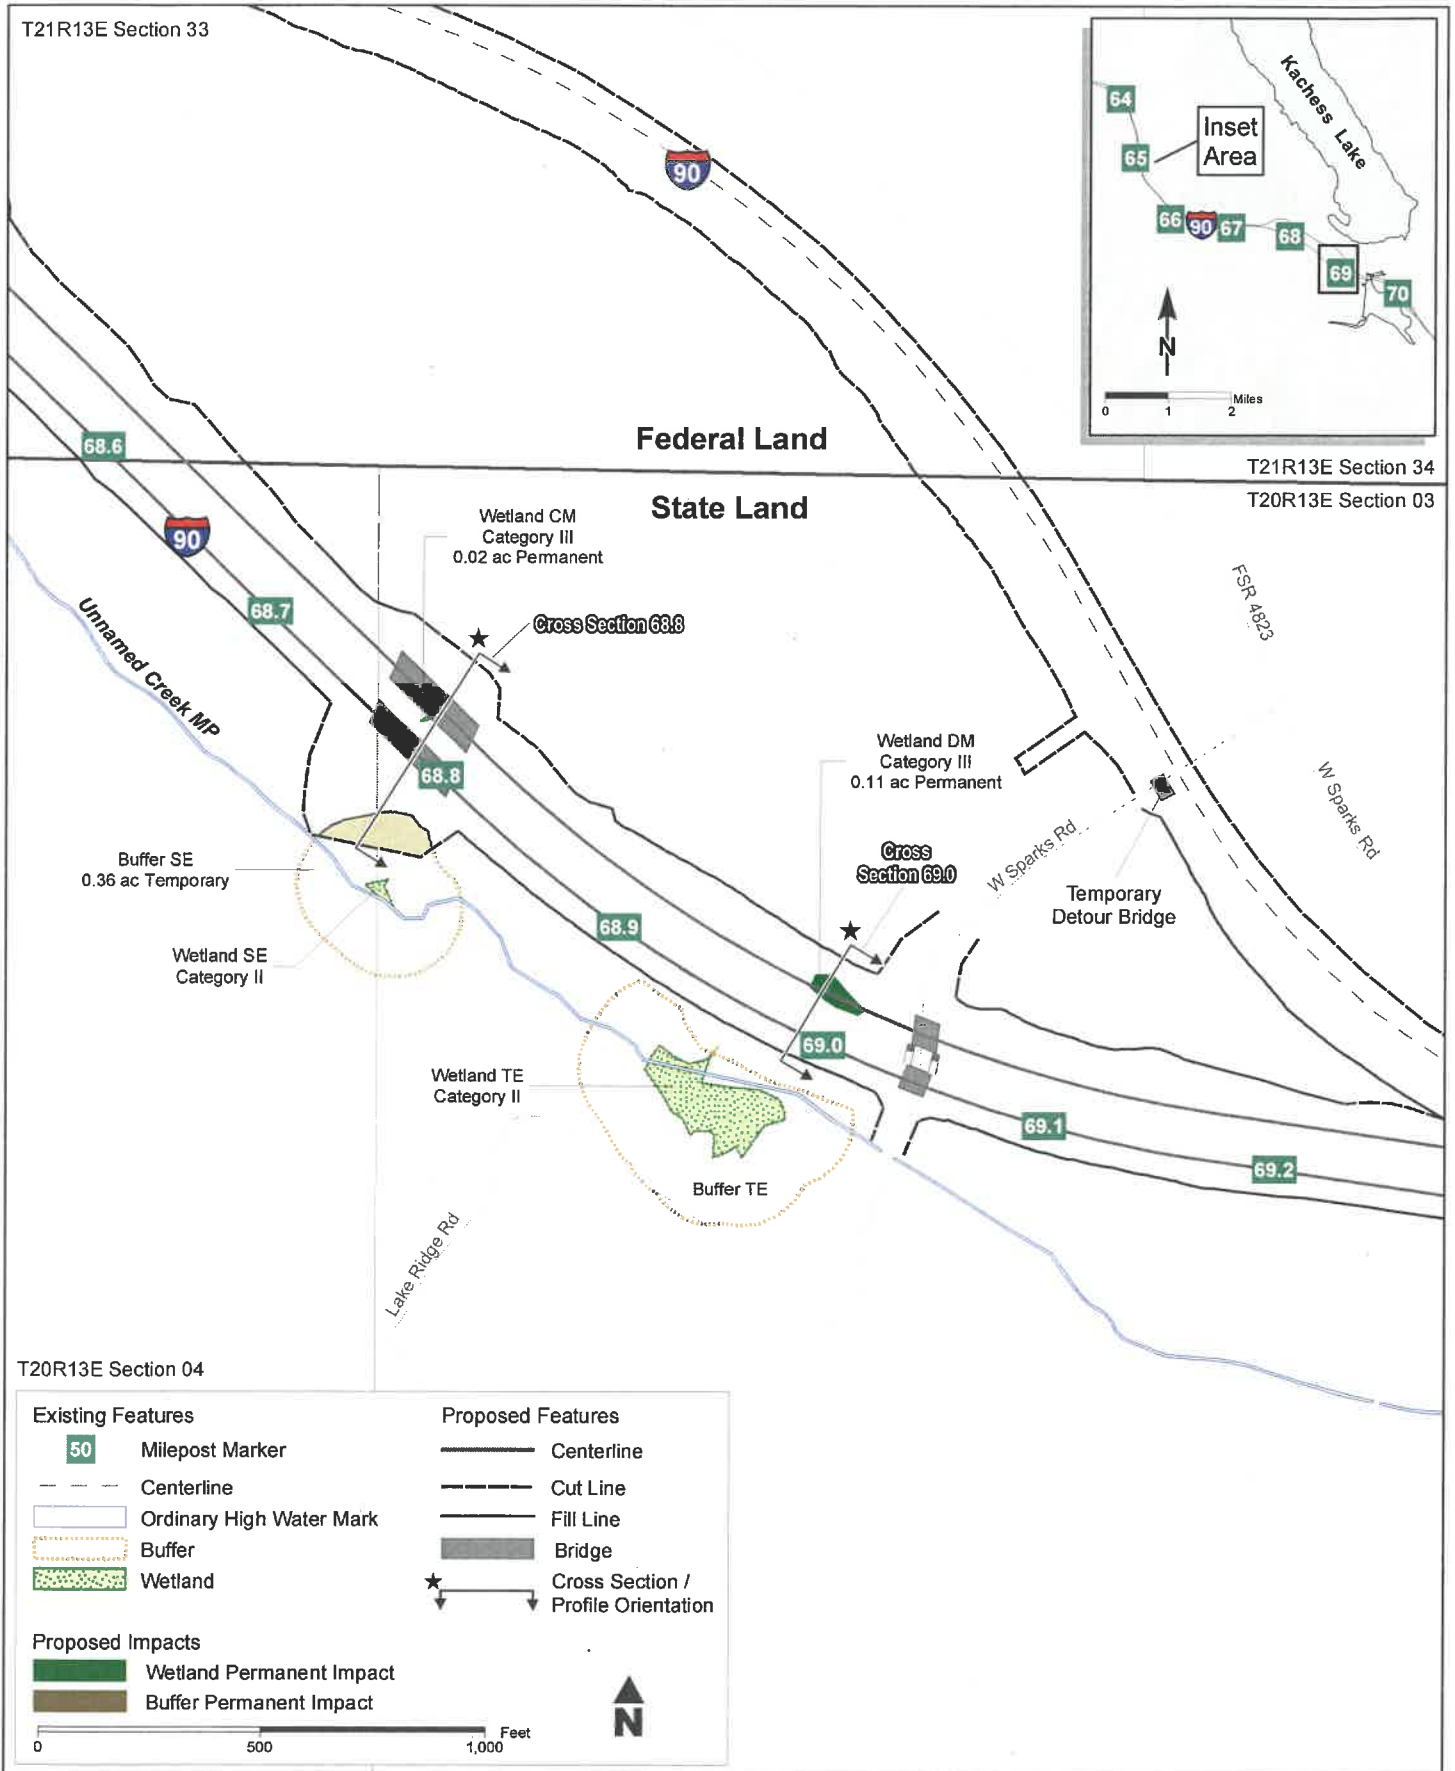 T21R13E Section 33
Kachess Lake
64
Inset
Area
65
66
90
67
68
69
70
N
0 1 2 Miles
90
Federal Land
T21R13E Section 34
68.6
State Land
T20R13E Section 03
90
Wetland CM
Category III
0.02 ac Permanent
FSR 4823
68.7
Unnamed Creek MP
Cross Section 68.8
Wetland DM
Category III
0.11 ac Permanent
68.8
W Sparks Rd
W Sparks Rd
Cross
Section 69.0
Buffer SE
0.36 ac Temporary
Temporary
Detour Bridge
68.9
Wetland SE
Category II
69.0
Wetland TE
Category II
69.1
69.2
Buffer TE
Lake Ridge Rd
T20R13E Section 04
Existing Features
50 Milepost Marker
Centerline
Ordinary High Water Mark
Buffer
Wetland
Proposed Features
Centerline
Cut Line
Fill Line
Bridge
Cross Section /
Profile Orientation
Proposed Impacts
Wetland Permanent Impact
Buffer Permanent Impact
0 500 1,000 Feet
N